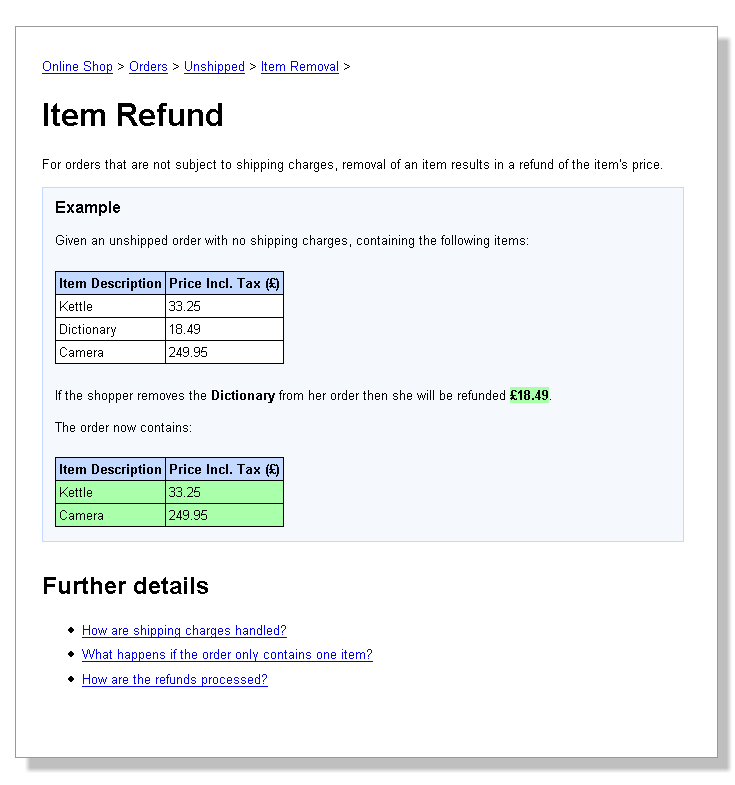 Online Shop > Orders > Unshipped > Item Removal >
Item Refund
For orders that are not subject to shipping charges, removal of an item results in a refund of the item's price.
Example
Given an unshipped order with no shipping charges, containing the following items:
Item Description Price Incl. Tax (£)
Kettle 33.25
Dictionary 18.49
Camera 249.95
If the shopper removes the Dictionary from her order then she will be refunded £18.49.
The order now contains:
Item Description Price Incl. Tax (£)
Kettle 33.25
Camera 249.95
Further details
How are shipping charges handled?
What happens if the order only contains one item?
How are the refunds processed?